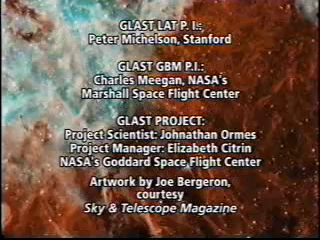 GLAST LAT P. I.:
Peter Michelson, Stanford
GLAST GBM P.I.:
Charles Meegan, NASA's
Marshall Space Flight Center
GLAST PROJECT:
Project Scientist: Johnathan Ormes
Project Manager: Elizabeth Citrin
NASA's Goddard Space Flight Center
Artwork by Joe Bergeron,
courtesy
Sky & Telescope Magazine